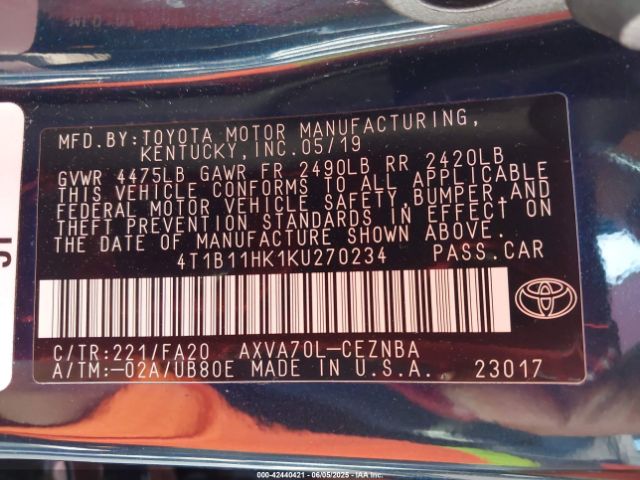 MFD.BY:TOYOTA MOTOR MANUFACTURING,
KENTUCKY,INC.05/19
GVWR 4475LB GAWR FR 2490LB RR 2420LB
THIS VEHICLE CONFORMS TO ALL APPLICABLE
FEDERAL MOTOR VEHICLE SAFETY,BUMPER,AND
THEFT PREVENTION STANDARDS IN EFFECT ON
THE DATE OF MANUFACTURE SHOWN ABOVE.
4T1B11HK1KU270234 PASS.CAR
C/TR:221/FA20 AXVA70L-CEZNBA
A/TM:-02A/UB80E MADE IN U.S.A. 23017
000-42440421 - 06/05/2025 - IAA Inc.